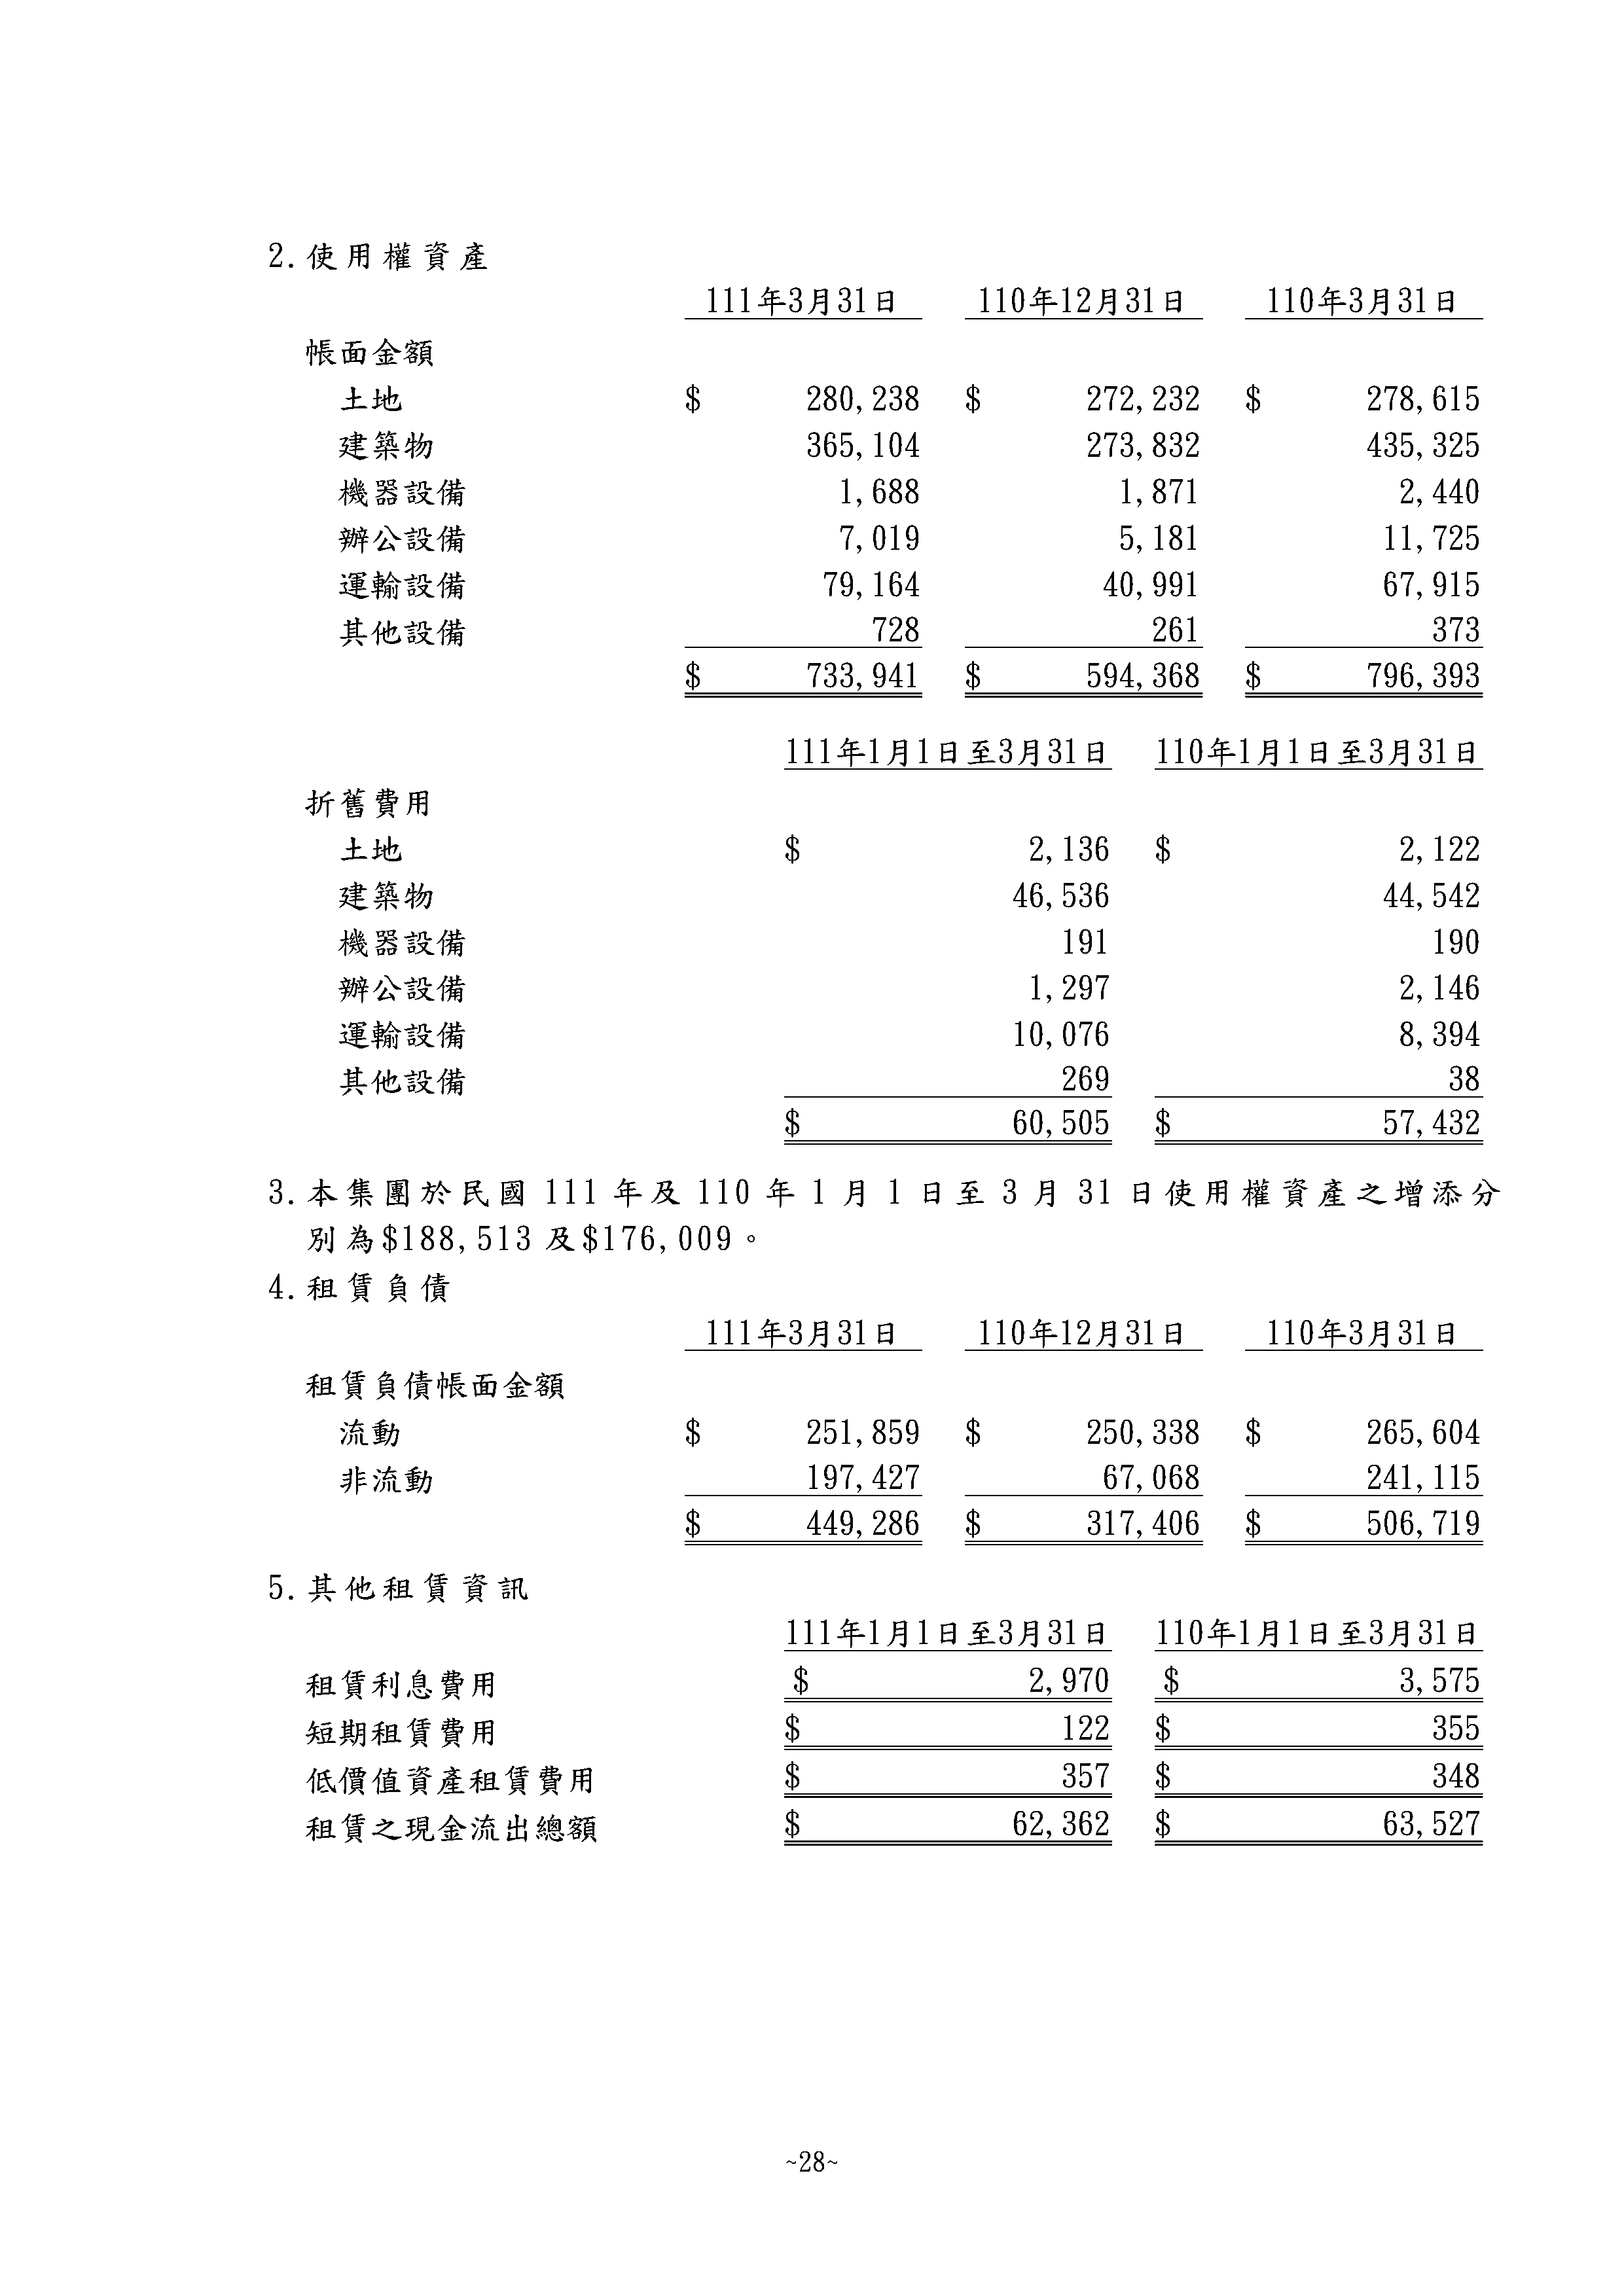 2.使用權資產
111年3月31日 110年12月31日 110年3月31日
帳面金額
土地 $ 280,238 $ 272,232 $ 278,615
建築物 365,104 273,832 435,325
機器設備 1,688 1,871 2,440
辦公設備 7,019 5,181 11,725
運輸設備 79,164 40,991 67,915
其他設備 728 261 373
$ 733,941 $ 594,368 $ 796,393
111年1月1日至3月31日 110年1月1日至3月31日
折舊費用
土地 $ 2,136 $ 2,122
建築物 46,536 44,542
機器設備 191 190
辦公設備 1,297 2,146
運輸設備 10,076 8,394
其他設備 269 38
$ 60,505 $ 57,432
3.本集團於民國 111 年及 110 年 1 月 1 日至 3 月 31 日使用權資產之增添分
別為$188,513 及$176,009。
4.租賃負債
111年3月31日 110年12月31日 110年3月31日
租賃負債帳面金額
流動 $ 251,859 $ 250,338 $ 265,604
非流動 197,427 67,068 241,115
$ 449,286 $ 317,406 $ 506,719
5.其他租賃資訊
111年1月1日至3月31日 110年1月1日至3月31日
租賃利息費用 $ 2,970 $ 3,575
短期租賃費用 $ 122 $ 355
低價值資產租賃費用 $ 357 $ 348
租賃之現金流出總額 $ 62,362 $ 63,527
~28~